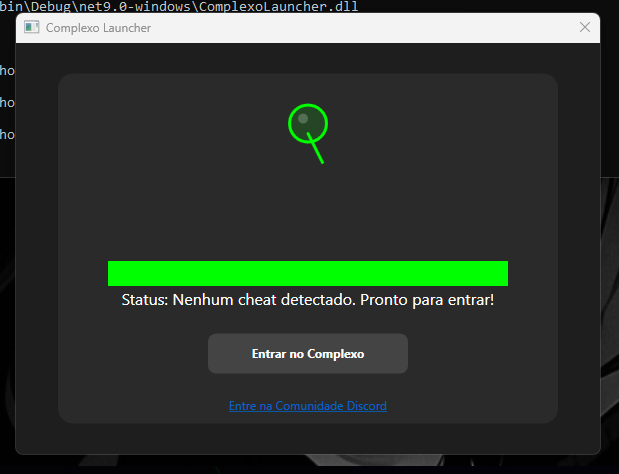 bin\Debug\net9.0-windows\ComplexoLauncher.dll
Complexo Launcher
ho
ho
ho
Status: Nenhum cheat detectado. Pronto para entrar!
Entrar no Complexo
Entre na Comunidade Discord